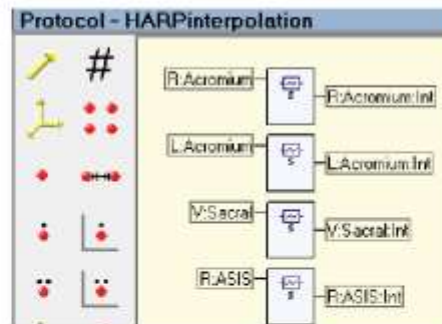 Protocol - HARPinterpolation
#
R:Acromium
S
R:Acromium:Int
L:Acromium
S
L:Acromium:Int
V:Sacral
S
V:Sacral:Int
R:ASIS
S
R:ASIS:Int